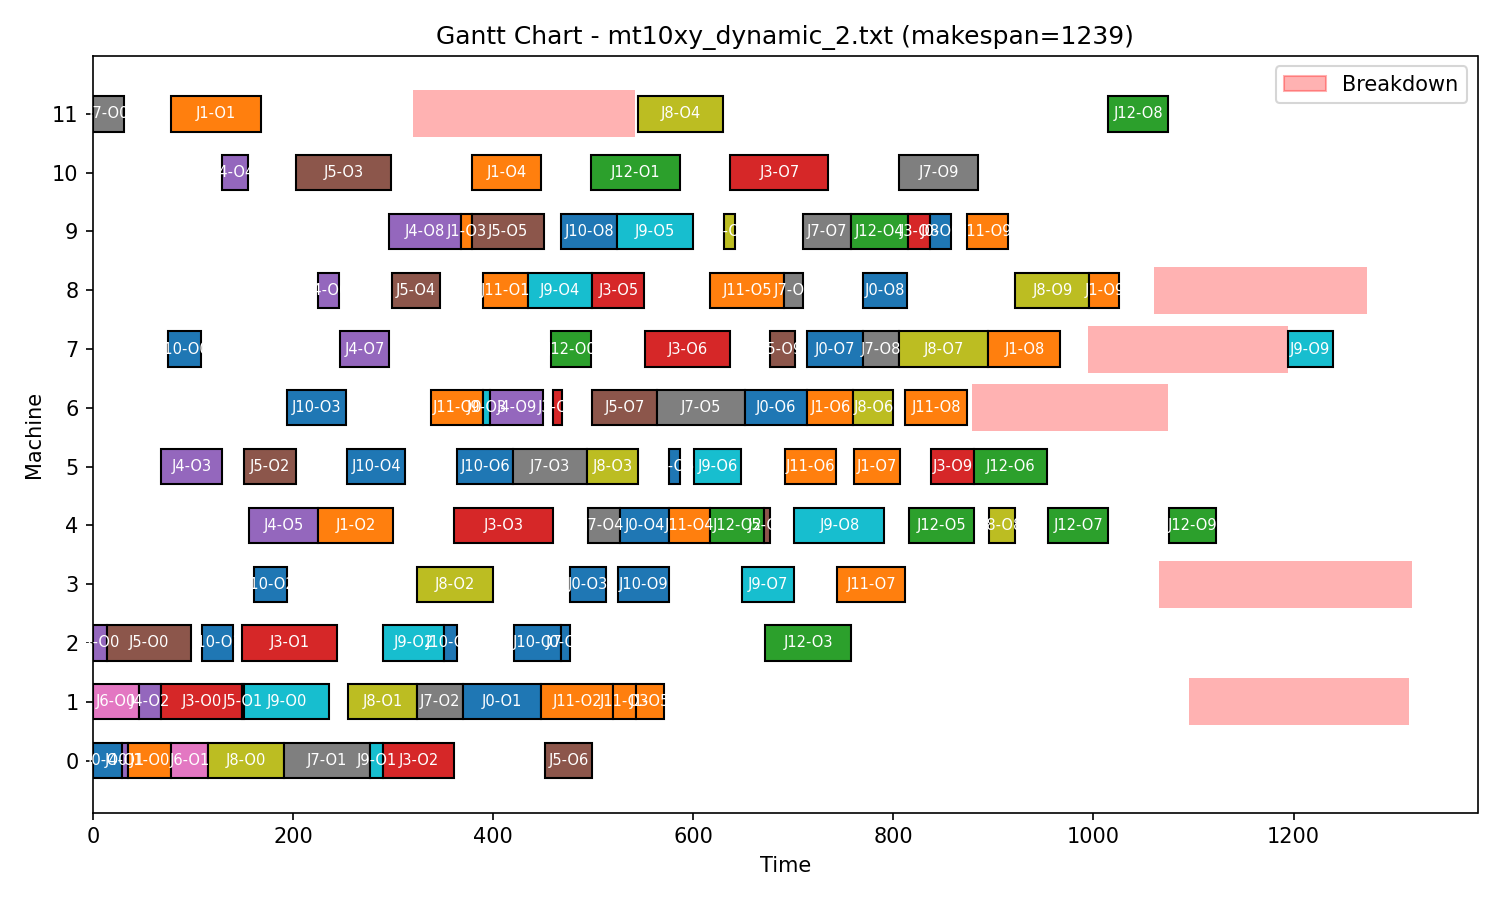 Gantt Chart - mt10xy_dynamic_2.txt (makespan=1239)
Breakdown
Machine
11 J1-O1 J8-O4 J12-O8
10 J5-O3 J1-O4 J12-O1 J3-O7 J7-O9
9 J4-O8 J1-O3 J5-O5 J10-O8 J9-O5 J7-O7 J12-O4
8 J5-O4 J11-O1 J9-O4 J3-O5 J11-O5 J0-O8 J8-O9 J1-O9
7 J4-O7 J3-O6 J0-O7 J7-O8 J8-O7 J1-O8 J9-O9
6 J10-O3 J4-O9 J5-O7 J7-O5 J0-O6 J1-O6 J8-O6 J11-O8
5 J4-O3 J5-O2 J10-O4 J10-O6 J7-O3 J8-O3 J9-O6 J11-O6 J1-O7 J3-O9 J12-O6
4 J4-O5 J1-O2 J3-O3 J0-O4 J11-O4 J9-O8 J12-O5 J12-O7 J12-O9
3 J8-O2 J0-O3 J10-O9 J9-O7 J11-O7
2 J5-O0 J3-O1 J12-O3
1 J6-O0 J3-O0 J5-O1 J9-O0 J8-O1 J7-O2 J0-O1 J11-O2
0 J6-O1 J8-O0 J7-O1 J9-O1 J3-O2 J5-O6
0 200 400 600 800 1000 1200
Time